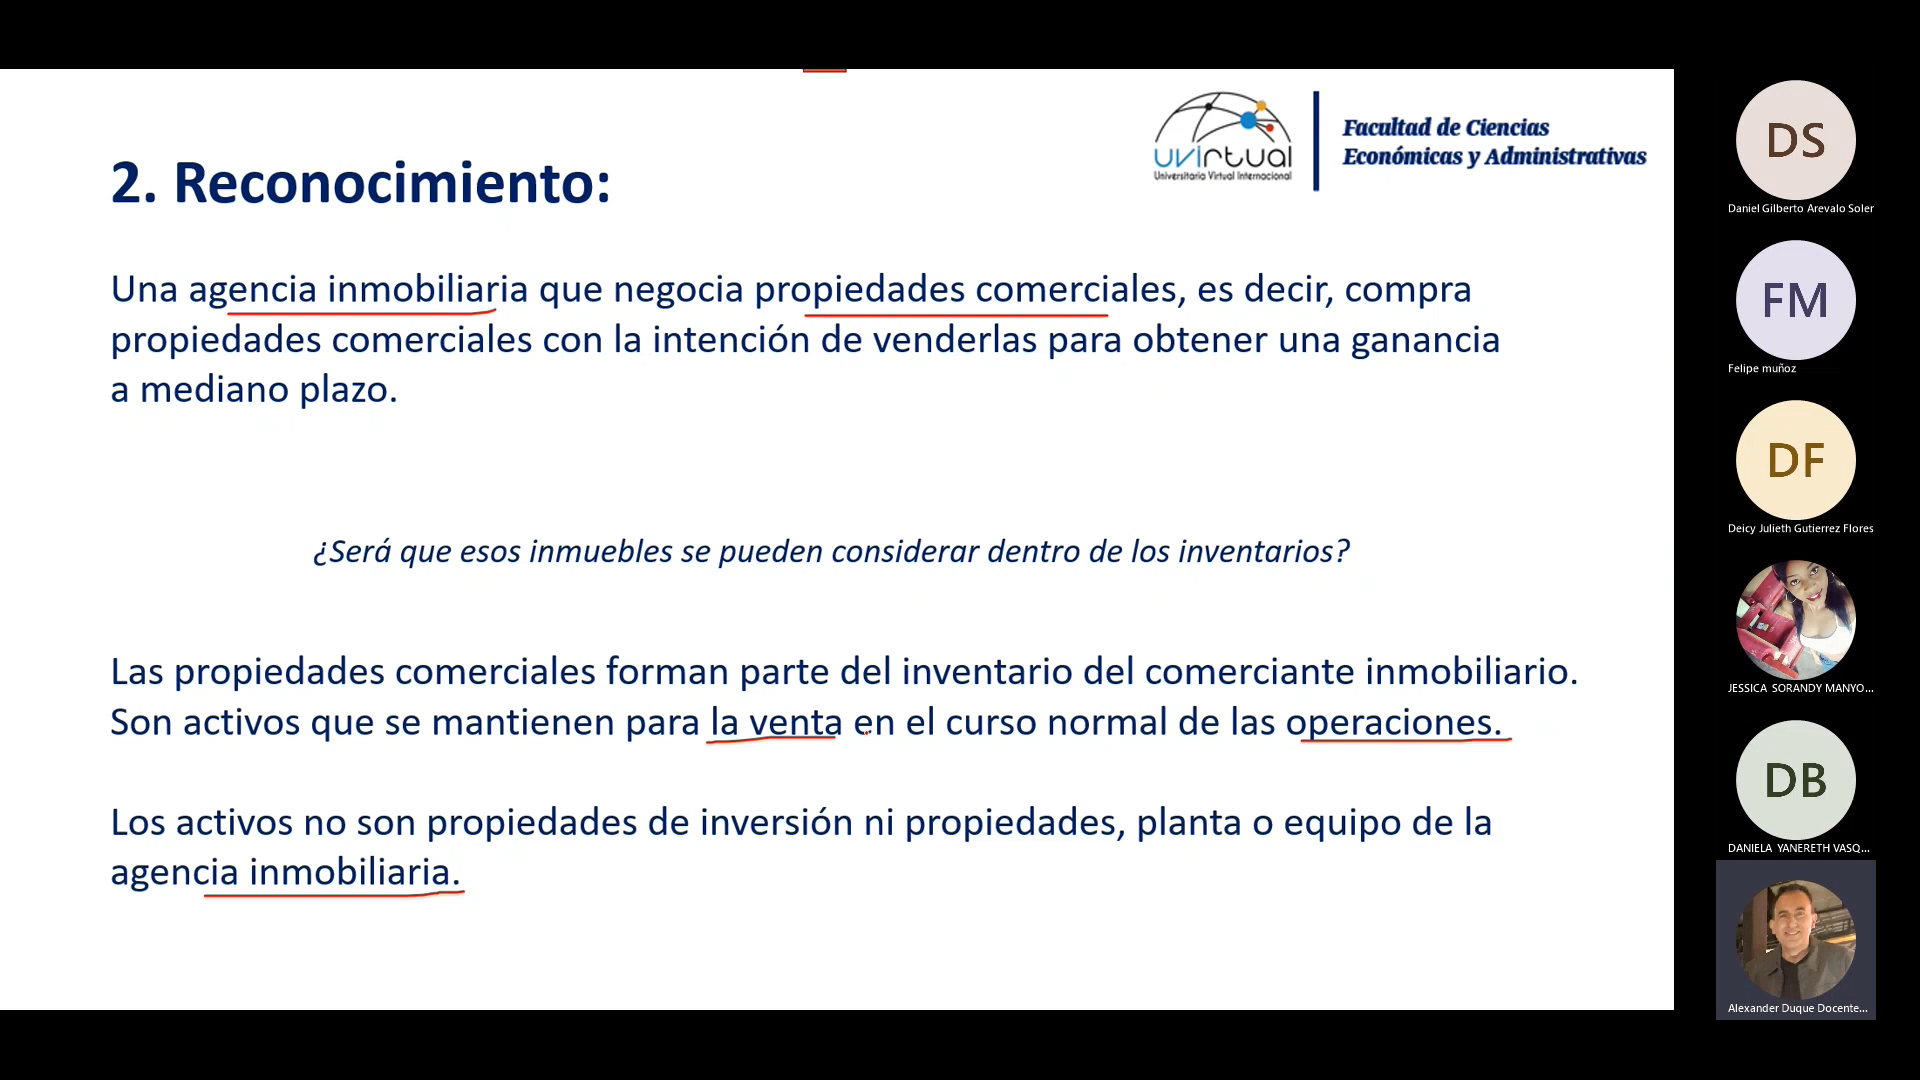 uvirtual
Universitaria Virtual Internacional
Facultad de Ciencias
Económicas y Administrativas
2. Reconocimiento:
Una agencia inmobiliaria que negocia propiedades comerciales, es decir, compra
propiedades comerciales con la intención de venderlas para obtener una ganancia
a mediano plazo.
¿Será que esos inmuebles se pueden considerar dentro de los inventarios?
Las propiedades comerciales forman parte del inventario del comerciante inmobiliario.
Son activos que se mantienen para la venta en el curso normal de las operaciones.
Los activos no son propiedades de inversión ni propiedades, planta o equipo de la
agencia inmobiliaria.
DS
Daniel Gilberto Arevalo Soler
FM
Felipe muñoz
DF
Deicy Julieth Gutierrez Flores
JESSICA SORANDY MANYO...
DB
DANIELA YANERETH VASQ...
Alexander Duque Docente...